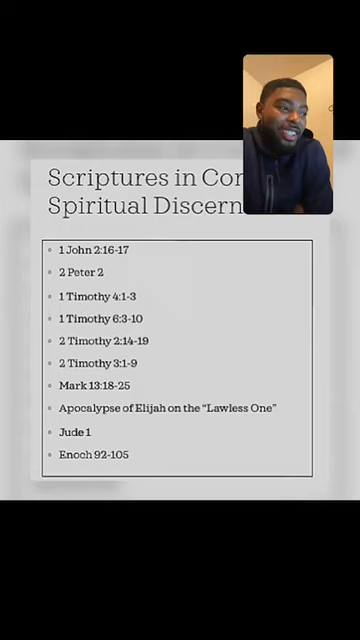 Scriptures in
Spiritual
1 John 2:16-17
2 Peter 2
1 Timothy 4:1-3
1 Timothy 6:3-10
2 Timothy 2:14-19
2 Timothy 3:1-9
Mark 13:18-25
Apocalypse of Elijah on the “Lawless One”
Jude 1
Enoch 92-105